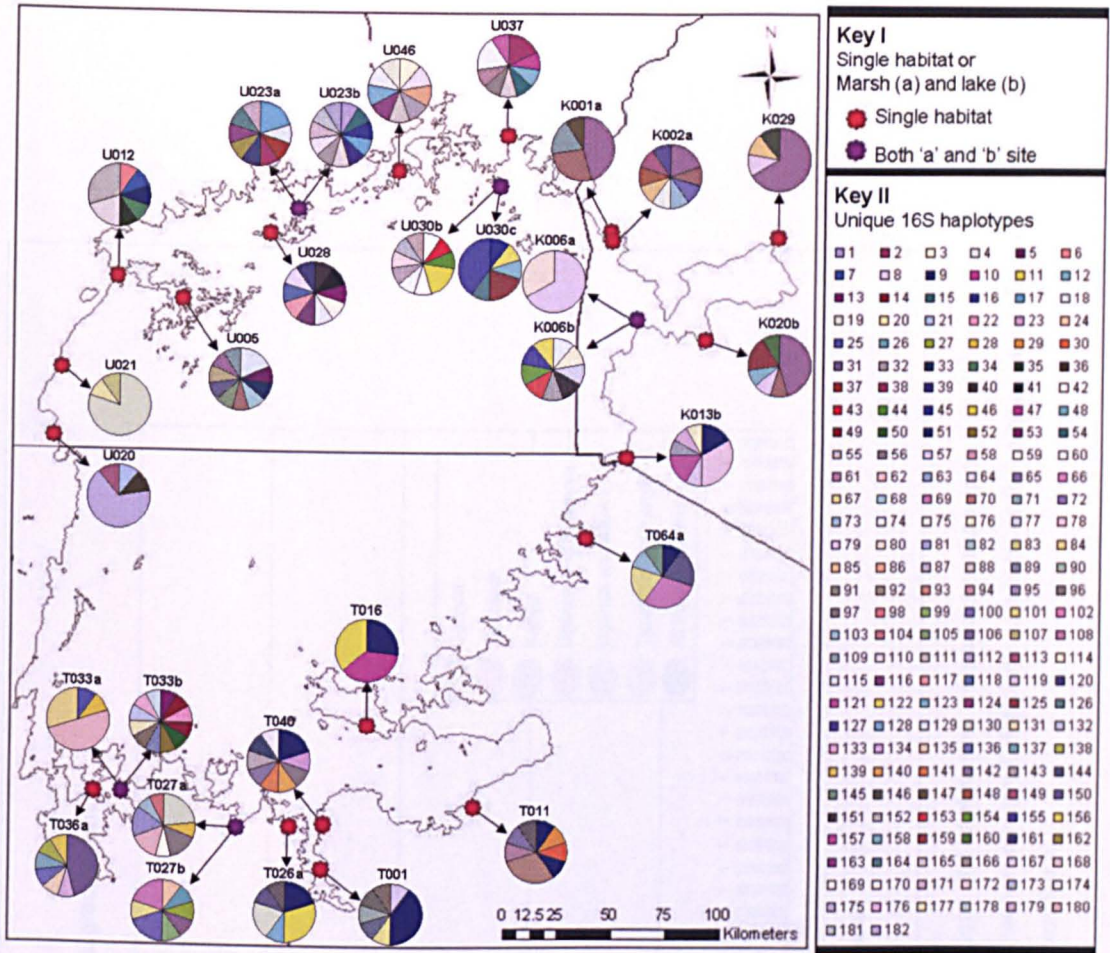 U037
U046
U023a U023b
K001a
K002a
K029
U012
U030b U030c K006a
U028
U005
K006b
K020b
U021
K013b
U020
T064a
T016
T033a T033b
T040
T027a
T036a
T011
T027b
T026a T001
N
0 12.5 25 50 75 100
Kilometers
Key I
Single habitat or
Marsh (a) and lake (b)
Single habitat
Both 'a' and 'b' site
Key II
Unique 16S haplotypes
1 2 3 4 5 6
7 8 9 10 11 12
13 14 15 16 17 18
19 20 21 22 23 24
25 26 27 28 29 30
31 32 33 34 35 36
37 38 39 40 41 42
43 44 45 46 47 48
49 50 51 52 53 54
55 56 57 58 59 60
61 62 63 64 65 66
67 68 69 70 71 72
73 74 75 76 77 78
79 80 81 82 83 84
85 86 87 88 89 90
91 92 93 94 95 96
97 98 99 100 101 102
103 104 105 106 107 108
109 110 111 112 113 114
115 116 117 118 119 120
121 122 123 124 125 126
127 128 129 130 131 132
133 134 135 136 137 138
139 140 141 142 143 144
145 146 147 148 149 150
151 152 153 154 155 156
157 158 159 160 161 162
163 164 165 166 167 168
169 170 171 172 173 174
175 176 177 178 179 180
181 182